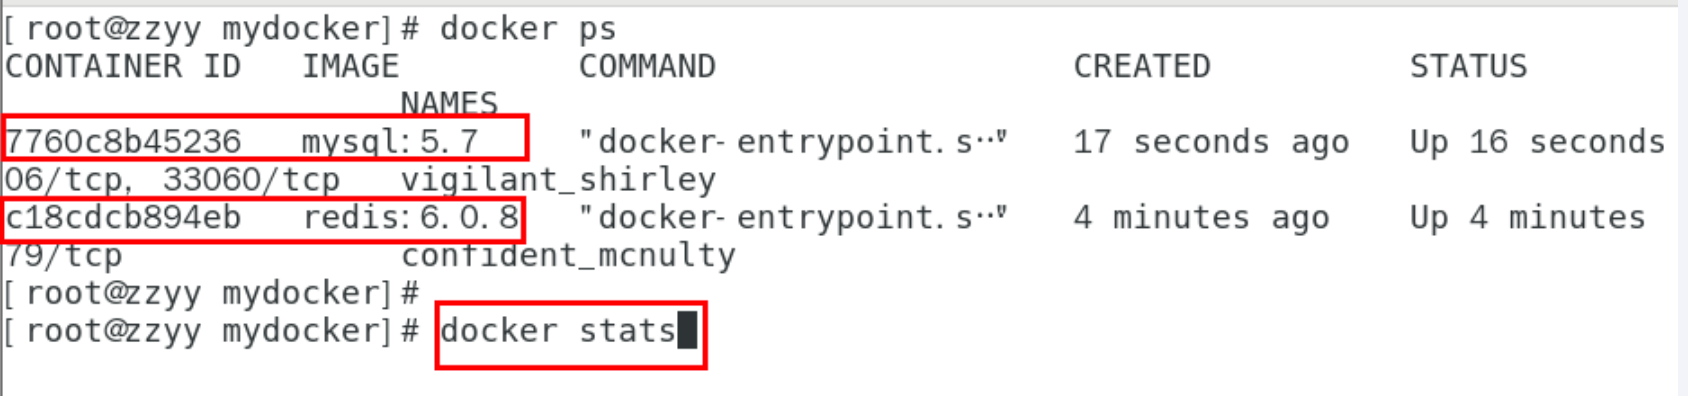 [root@zzyy mydocker]# docker ps
CONTAINER ID   IMAGE         COMMAND                  CREATED          STATUS
NAMES
7760c8b45236   mysql:5.7     "docker-entrypoint.s…"   17 seconds ago   Up 16 seconds
06/tcp, 33060/tcp   vigilant_shirley
c18cdcb894eb   redis:6.0.8   "docker-entrypoint.s…"   4 minutes ago    Up 4 minutes
79/tcp              confident_mcnulty
[root@zzyy mydocker]#
[root@zzyy mydocker]# docker stats